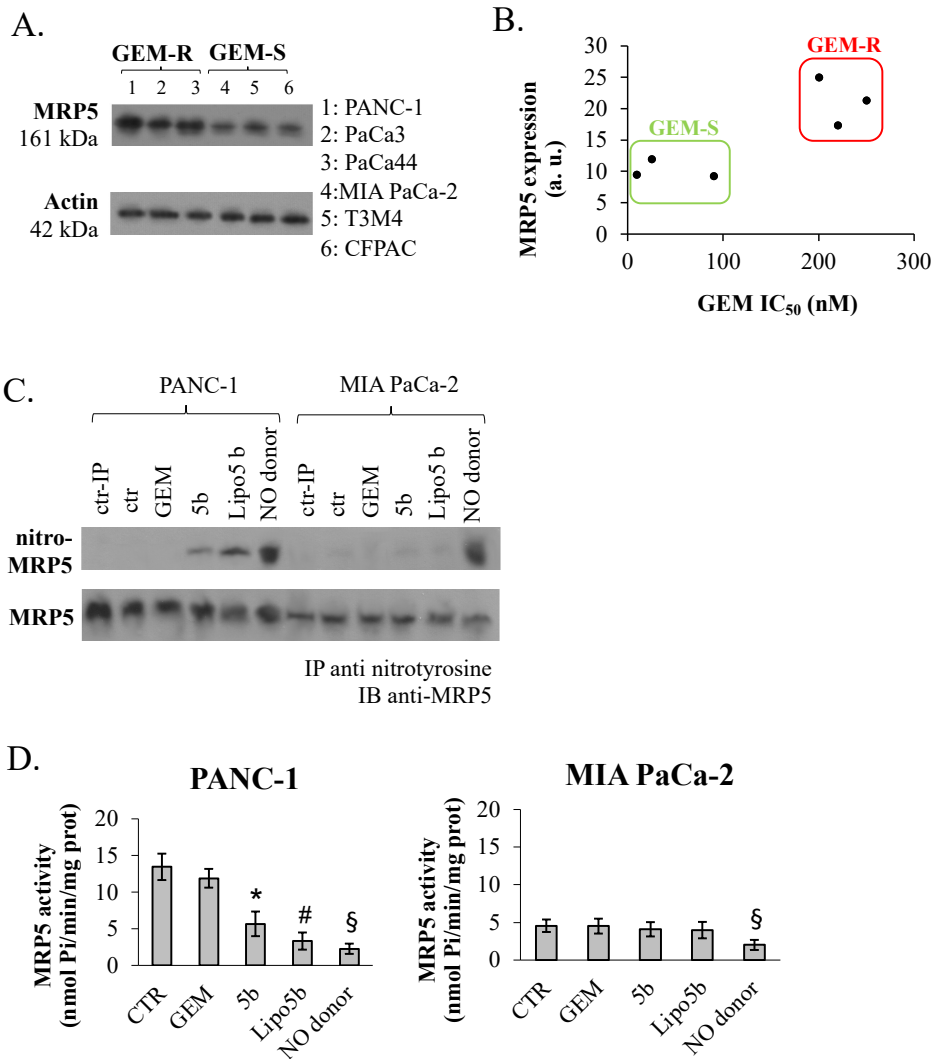 A.
GEM-R GEM-S
1 2 3 4 5 6
MRP5
161 kDa
Actin
42 kDa
1: PANC-1
2: PaCa3
3: PaCa44
4:MIA PaCa-2
5: T3M4
6: CFPAC
B.
MRP5 expression
(a. u.)
30
25
20
15
10
5
0
GEM-S
GEM-R
0 100 200 300
GEM IC₅₀ (nM)
C.
PANC-1 MIA PaCa-2
ctr-IP ctr GEM 5b Lipo5 b NO donor ctr-IP ctr GEM 5b Lipo5 b NO donor
nitro-
MRP5
MRP5
IP anti nitrotyrosine
IB anti-MRP5
D.
PANC-1
MRP5 activity
(nmol Pi/min/mg prot)
20
15
10
5
0
* # §
CTR GEM 5b Lipo5b NO donor
MIA PaCa-2
MRP5 activity
(nmol Pi/min/mg prot)
20
15
10
5
0
§
CTR GEM 5b Lipo5b NO donor